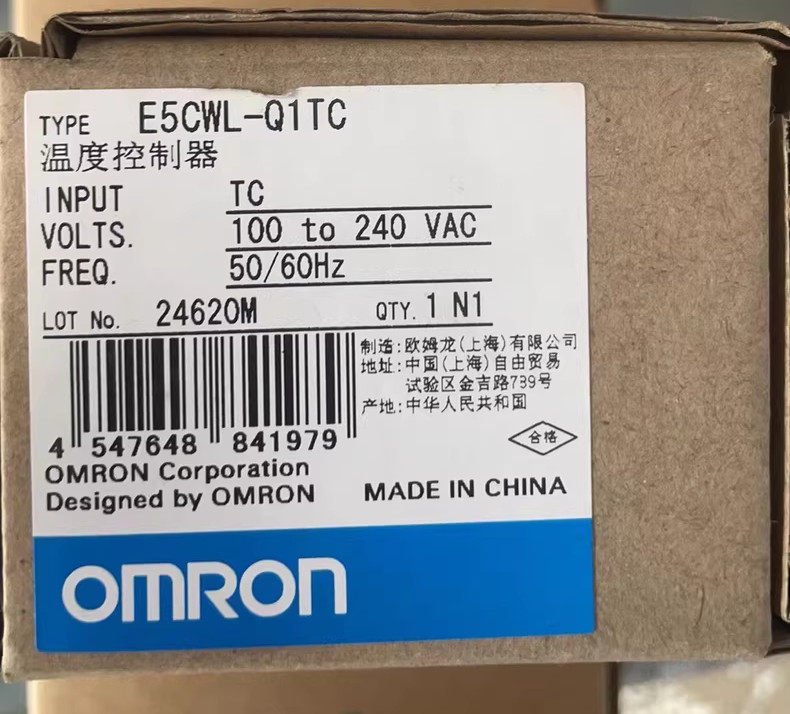 TYPE E5CWL-Q1TC
温度控制器
INPUT TC
VOLTS. 100 to 240 VAC
FREQ. 50/60Hz
LOT No. 24620M QTY. 1 N1
制造:欧姆龙(上海)有限公司
地址:中国(上海)自由贸易
试验区金吉路789号
产地:中华人民共和国
合格
4 547648 841979
OMRON Corporation
Designed by OMRON MADE IN CHINA
OMRON